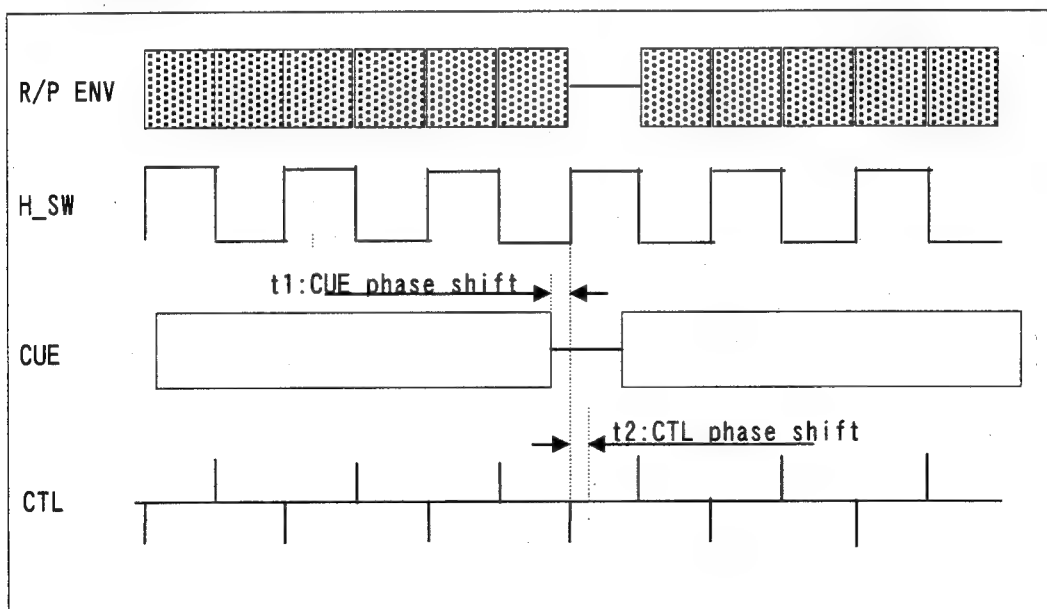 R/P ENV
H_SW
t1:CUE phase shift
CUE
t2:CTL phase shift
CTL